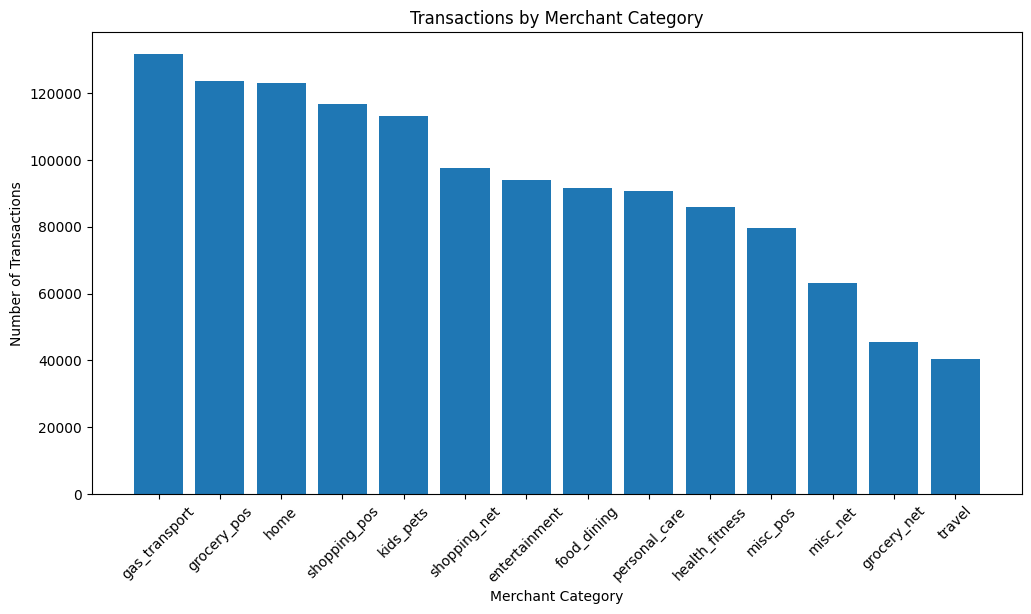 Transactions by Merchant Category
Number of Transactions
120000
100000
80000
60000
40000
20000
0
gas_transport
grocery_pos
home
shopping_pos
kids_pets
shopping_net
entertainment
food_dining
personal_care
health_fitness
misc_pos
misc_net
grocery_net
travel
Merchant Category